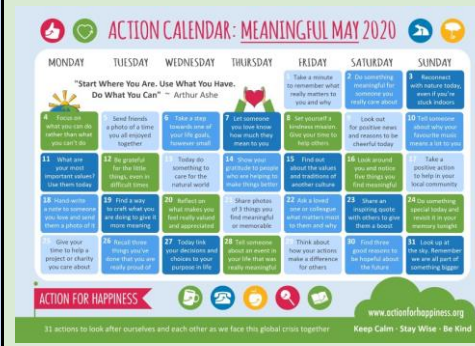 ACTION CALENDAR: MEANINGFUL MAY 2020
MONDAY TUESDAY WEDNESDAY THURSDAY FRIDAY SATURDAY SUNDAY
"Start Where You Are. Use What You Have.
Do What You Can" ~ Arthur Ashe
1 Take a minute
to remember what
really matters to
you and why
2 Do something
meaningful for
someone you
really care about
3 Reconnect
with nature today,
even if you're
stuck indoors
4 Focus on
what you can do
rather than what
you can't do
5 Send friends
a photo of a time
you all enjoyed
together
6 Take a step
towards one of
your life goals,
however small
7 Let someone
you love know
how much they
mean to you
8 Set yourself a
kindness mission.
Give your time to
help others
9 Look out
for positive news
and reasons to be
cheerful today
10 Tell someone
about why your
favourite music
means a lot to you
11 What are
your most
important values?
Use them today
12 Be grateful
for the little
things, even in
difficult times
13 Today do
something to
care for the
natural world
14 Show your
gratitude to people
who are helping to
make things better
15 Find out
about the values
and traditions of
another culture
16 Look around
you and notice
five things you
find meaningful
17 Take a
positive action
to help in your
local community
18 Hand-write
a note to someone
you love and send
them a photo of it
19 Find a way
to craft what you
are doing to give it
more meaning
20 Reflect on
what makes you
feel really valued
and appreciated
21 Share photos
of 3 things you
find meaningful
or memorable
22 Ask a loved
one or colleague
what matters most
to them and why
23 Share an
inspiring quote
with others to give
them a boost
24 Do something
special today and
revisit it in your
memory tonight
25 Give your
time to help a
project or charity
you care about
26 Recall three
things you've
done that you are
really proud of
27 Today link
your decisions and
choices to your
purpose in life
28 Tell someone
about an event in
your life that was
really meaningful
29 Think about
how your actions
make a difference
for others
30 Find three
good reasons to
be hopeful about
the future
31 Look up at
the sky. Remember
we are all part of
something bigger
ACTION FOR HAPPINESS
www.actionforhappiness.org
31 actions to look after ourselves and each other as we face this global crisis together
Keep Calm · Stay Wise · Be Kind